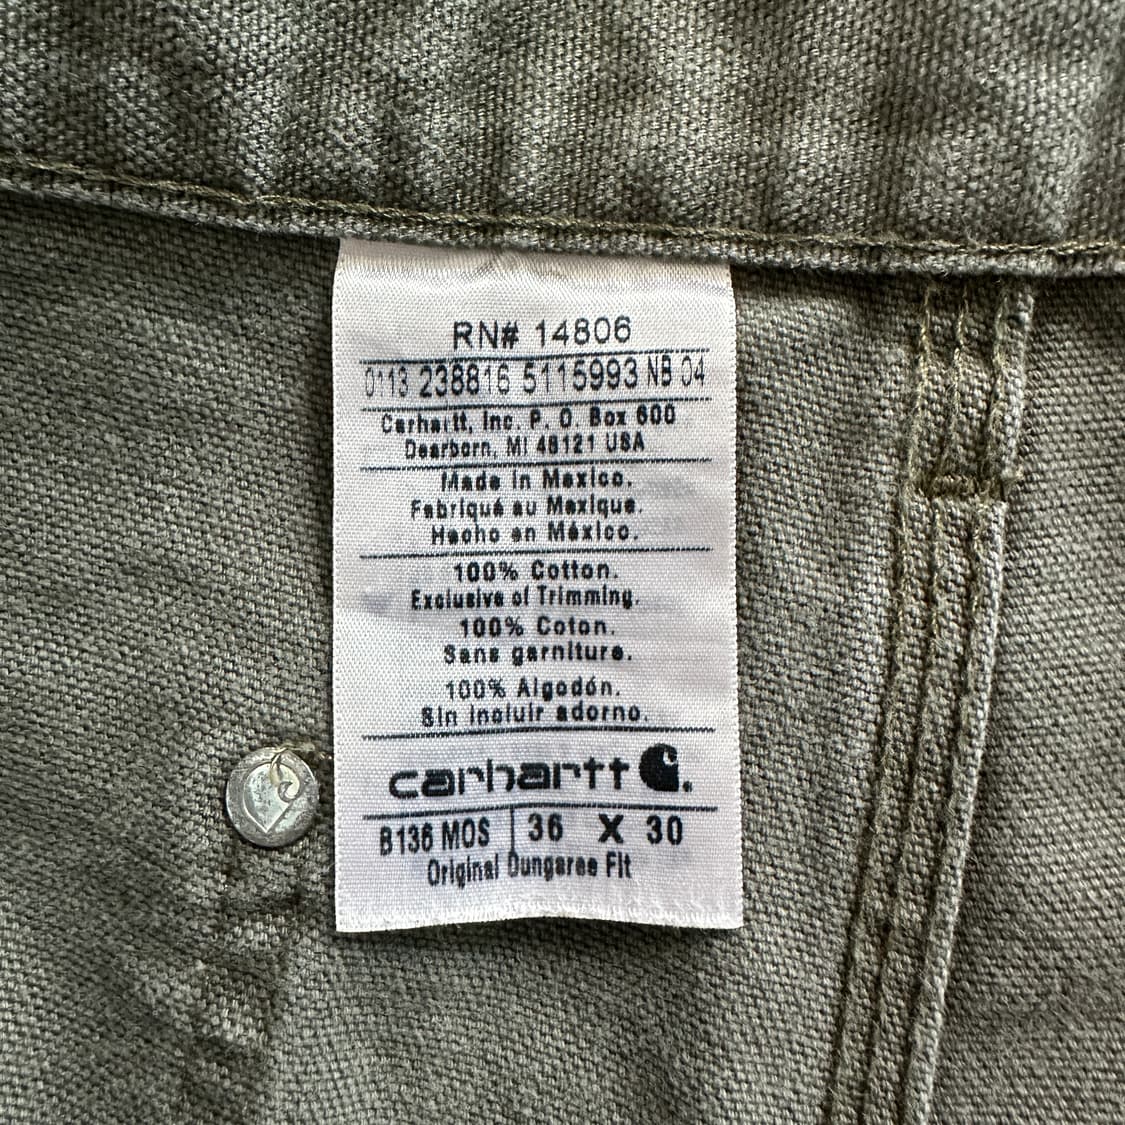 RN# 14806
0113 238816 5115993 NB 04
Carhartt, Inc. P. O. Box 600
Dearborn, MI 48121 USA
Made in Mexico.
Fabriqué au Mexique.
Hecho en México.
100% Cotton.
Exclusive of Trimming.
100% Coton.
Sans garniture.
100% Algodón.
Sin incluir adorno.
carhartt
B136 MOS | 36 X 30
Original Dungaree Fit